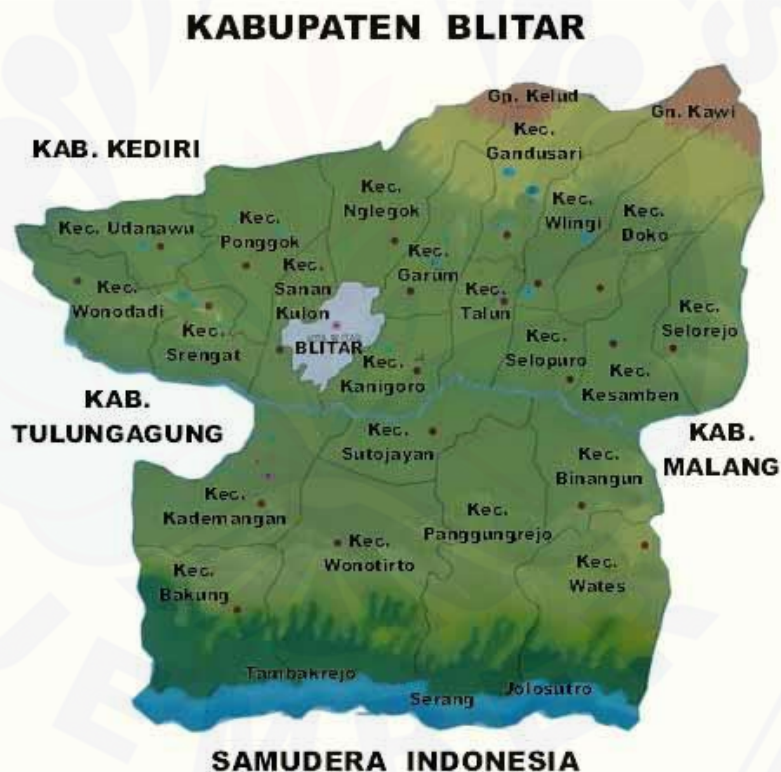 KABUPATEN BLITAR
Gn. Kelud
Gn. Kawi
KAB. KEDIRI
Kec.
Gandusari
Kec.
Nglegok
Kec.
Wlingi
Kec.
Doko
Kec. Udanawu
Kec.
Ponggok
Kec.
Garum
Kec.
Sanan
Kulon
Kec.
Wonodadi
Kec.
Talun
Kec.
Selorejo
Kec.
Srengat
BLITAR
Kec.
Selopuro
Kec.
Kanigoro
Kec.
Kesamben
KAB.
TULUNGAGUNG
KAB.
MALANG
Kec.
Sutojayan
Kec.
Binangun
Kec.
Kademangan
Kec.
Panggungrejo
Kec.
Wonotirto
Kec.
Wates
Kec.
Bakung
Tambakrejo
Serang
Jolosutro
SAMUDERA INDONESIA